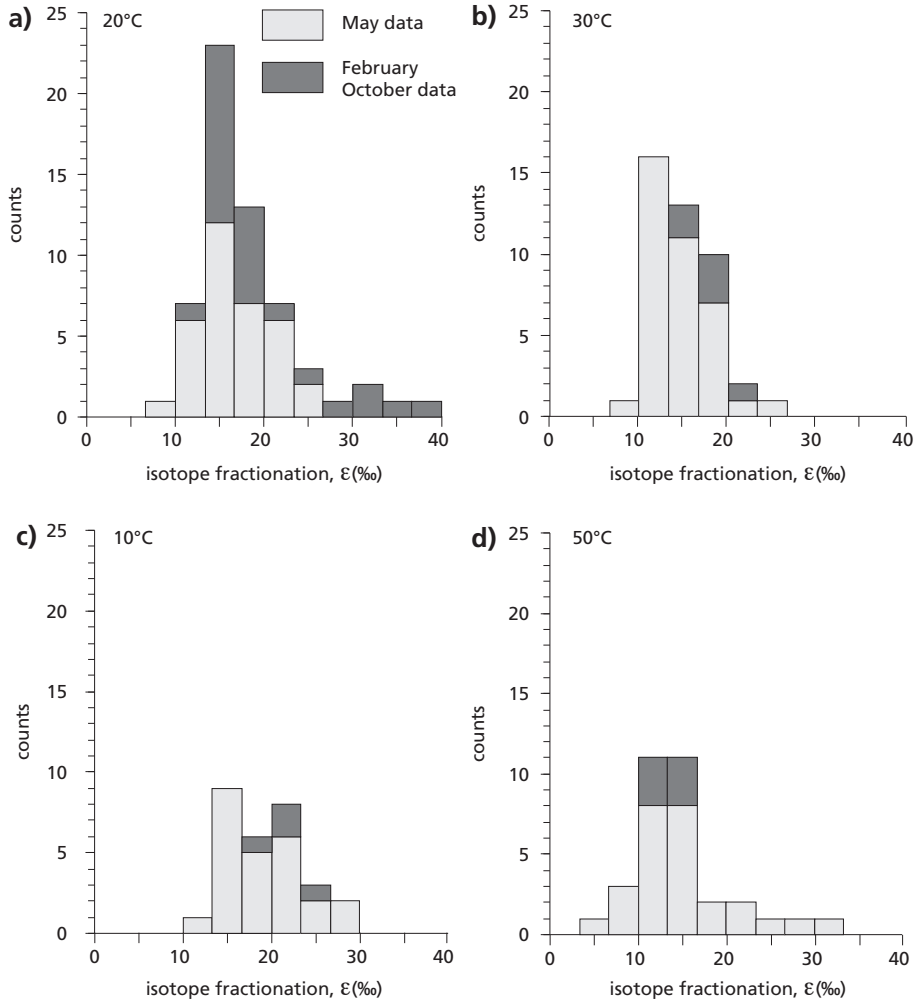 a)
20°C
May data
February
October data
25
20
15
10
5
0
counts
0 10 20 30 40
isotope fractionation, ε(‰)
b)
30°C
25
20
15
10
5
0
counts
0 10 20 30 40
isotope fractionation, ε(‰)
c)
10°C
25
20
15
10
5
0
counts
0 10 20 30 40
isotope fractionation, ε(‰)
d)
50°C
25
20
15
10
5
0
counts
0 10 20 30 40
isotope fractionation, ε(‰)